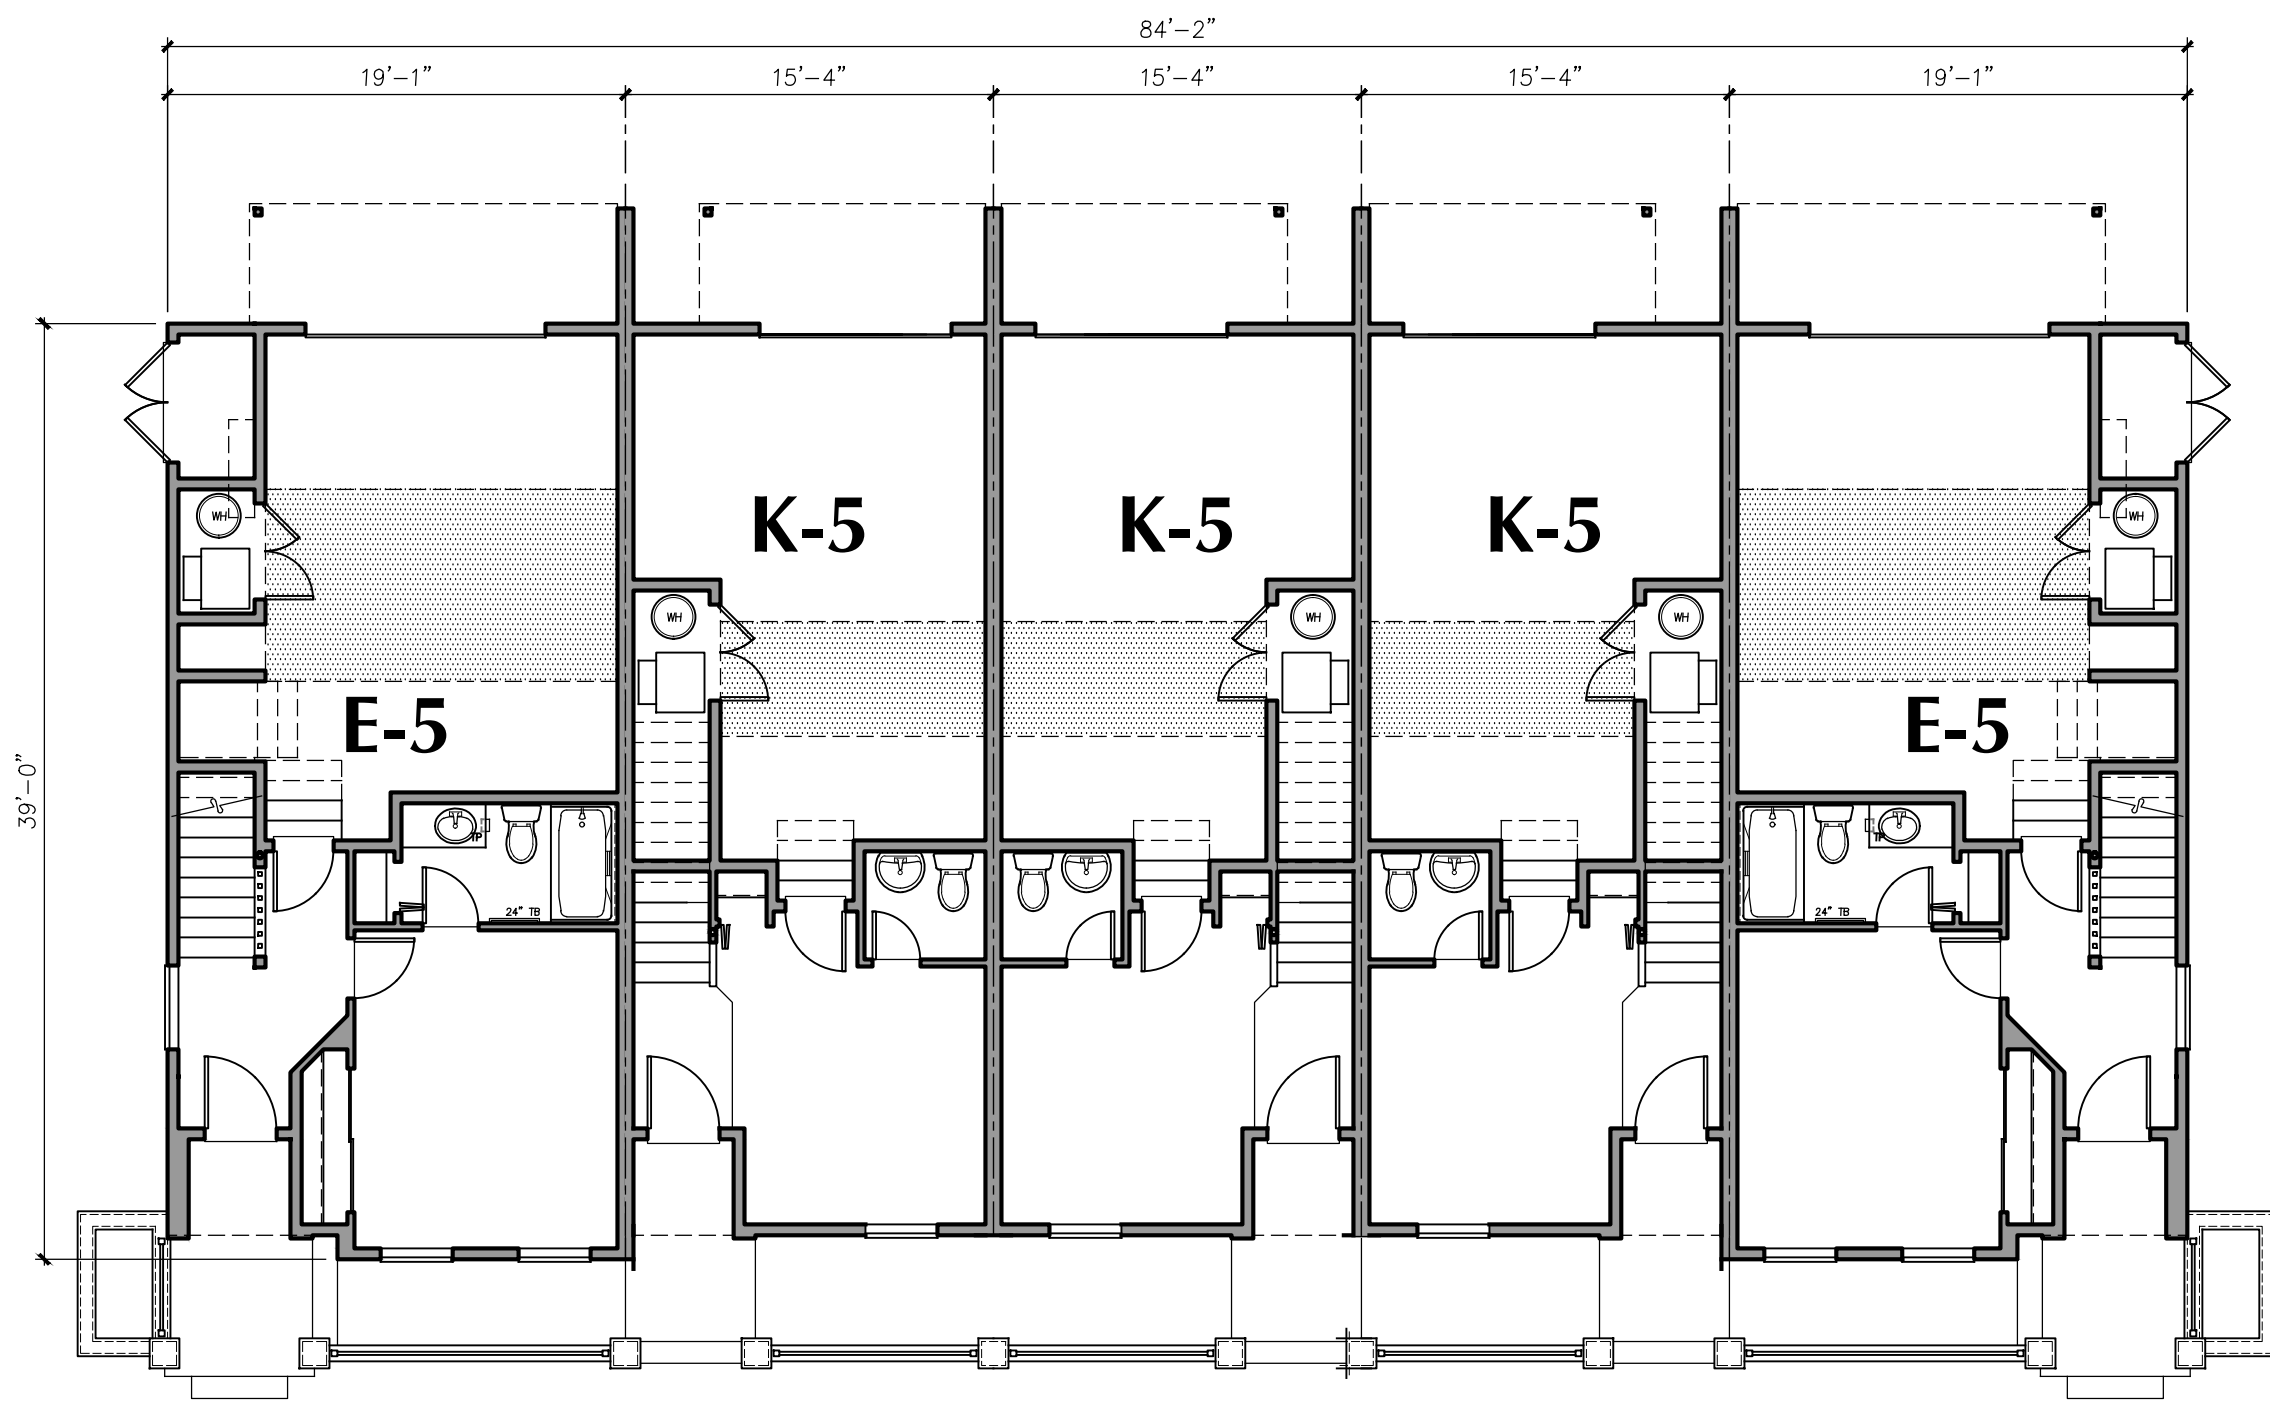 84'-2"
19'-1" 15'-4" 15'-4" 15'-4" 19'-1"
WH WH
K-5 K-5 K-5
WH WH WH
E-5 E-5
39'-0"
TP TP
24" TB 24" TB